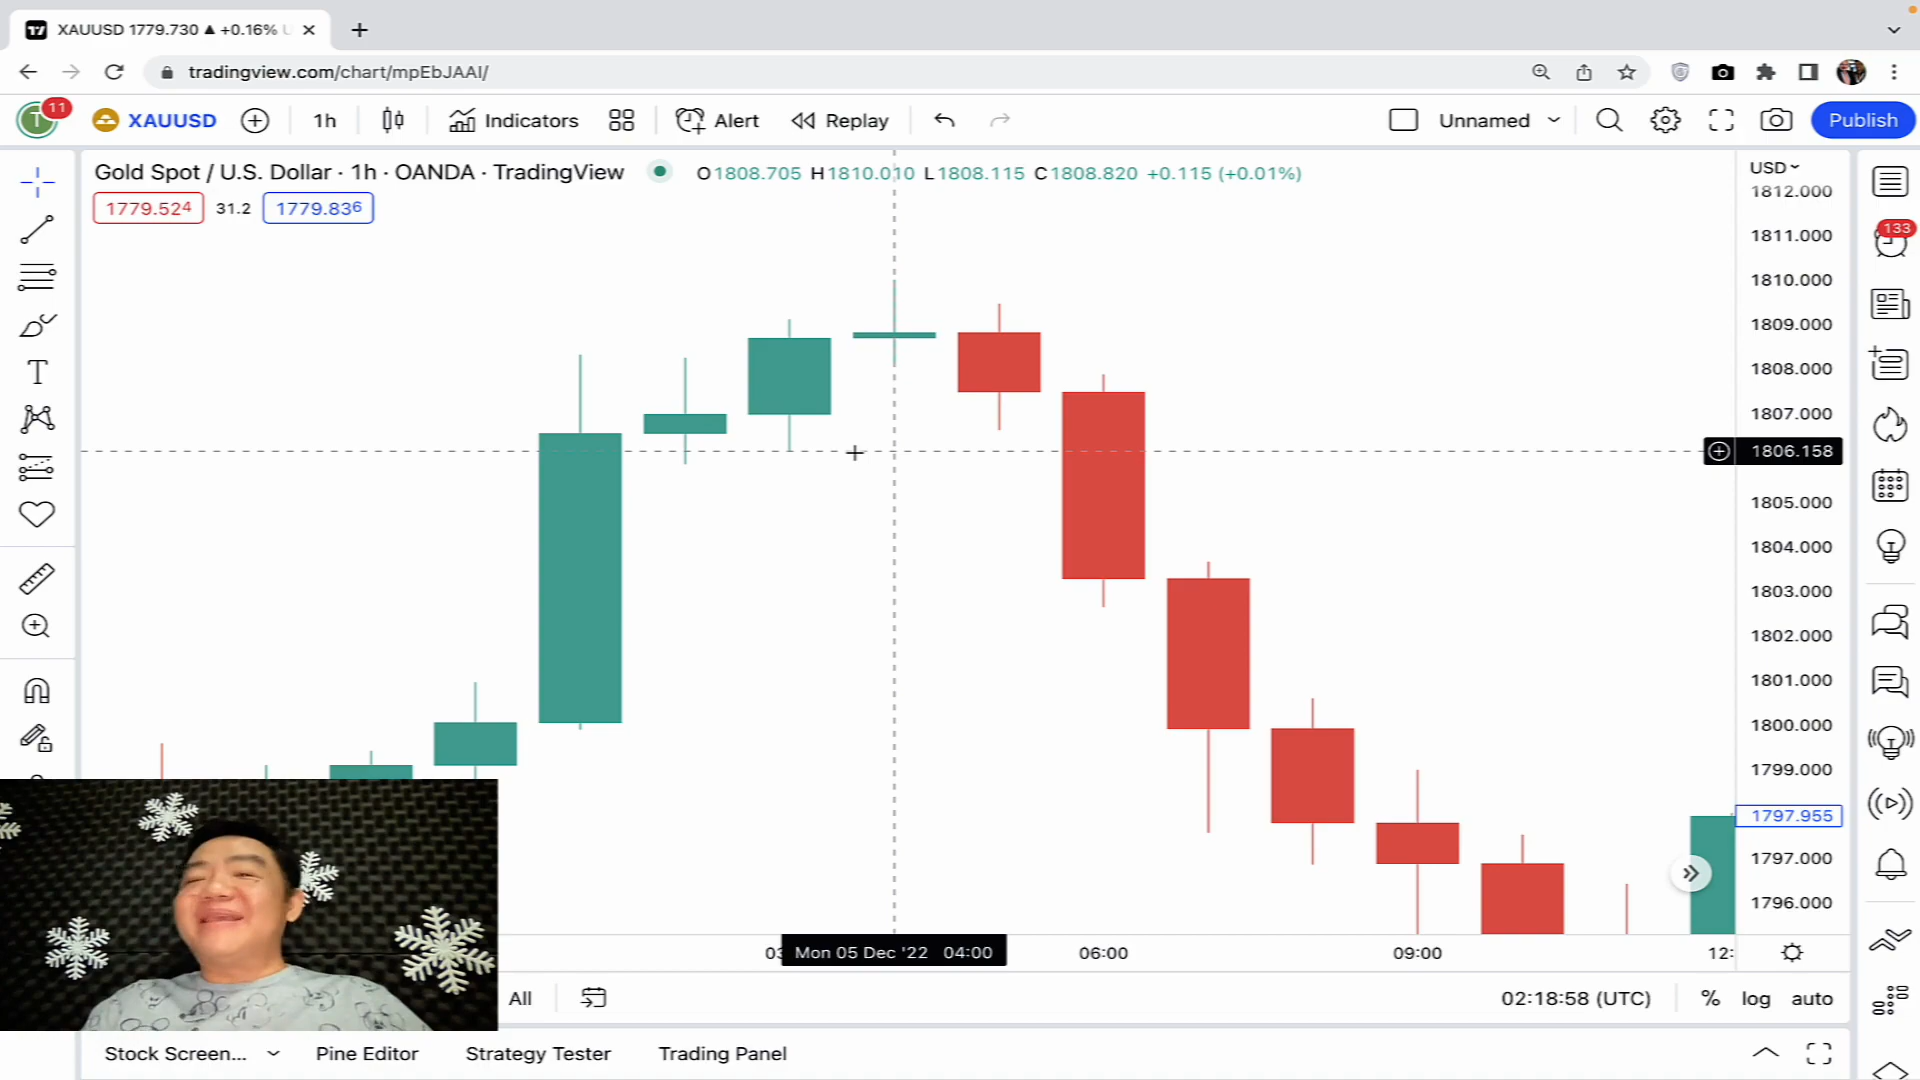 XAUUSD 1779.730 ▲ +0.16%
tradingview.com/chart/mpEbJAAI/
T 11 XAUUSD 1h Indicators Alert Replay Unnamed Publish
Gold Spot / U.S. Dollar · 1h · OANDA · TradingView O1808.705 H1810.010 L1808.115 C1808.820 +0.115 (+0.01%)
1779.524 31.2 1779.836
USD
1812.000
1811.000
133
1810.000
1809.000
1808.000
1807.000
1806.158
1805.000
1804.000
1803.000
1802.000
1801.000
1800.000
1799.000
1797.955
1797.000
1796.000
Mon 05 Dec '22 04:00 06:00 09:00 12:
All 02:18:58 (UTC) % log auto
Stock Screen... Pine Editor Strategy Tester Trading Panel